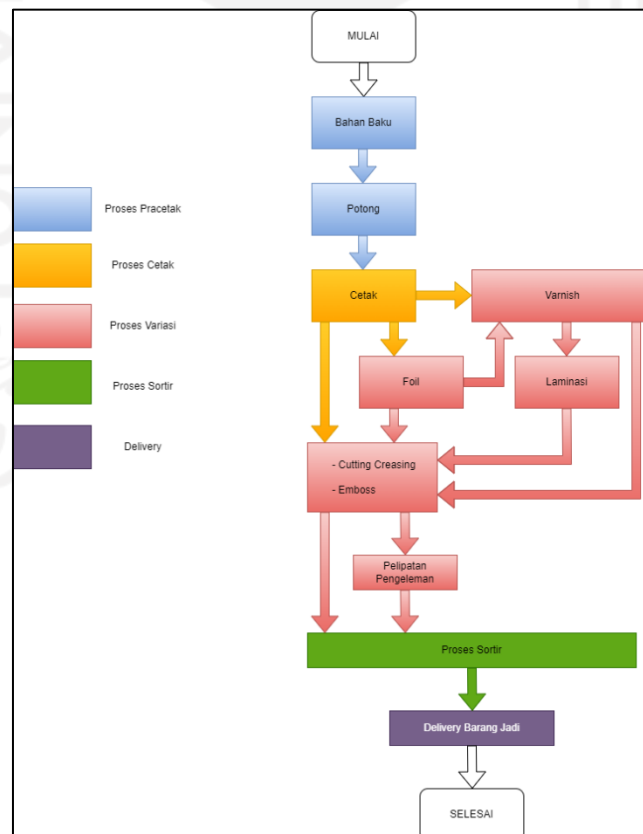 MULAI
Bahan Baku
Potong
Proses Pracetak
Proses Cetak
Proses Variasi
Proses Sortir
Delivery
Cetak
Varnish
Foil
Laminasi
- Cutting Creasing
- Emboss
Pelipatan
Pengeleman
Proses Sortir
Delivery Barang Jadi
SELESAI